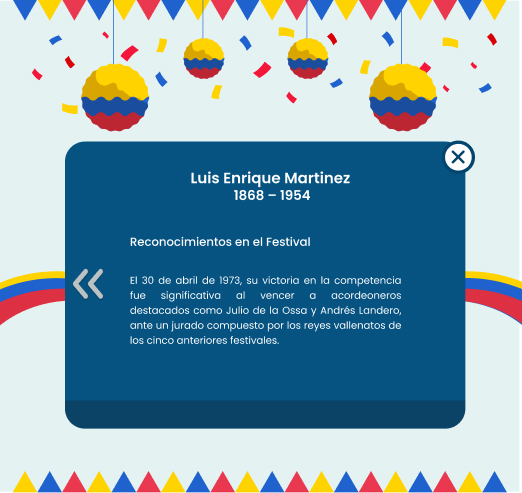 Luis Enrique Martinez
1868 – 1954
Reconocimientos en el Festival
El 30 de abril de 1973, su victoria en la competencia
fue significativa al vencer a acordeoneros
destacados como Julio de la Ossa y Andrés Landero,
ante un jurado compuesto por los reyes vallenatos de
los cinco anteriores festivales.